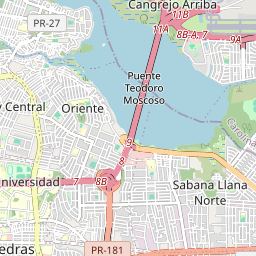 Cangrejo Arriba
11B
PR-27
11A
8B-A, 7
9A
Puente
Teodoro
Moscoso
Central
Oriente
Carolina
9
8
niversidad
7
8B
Sabana Llana
Norte
edras
PR-181